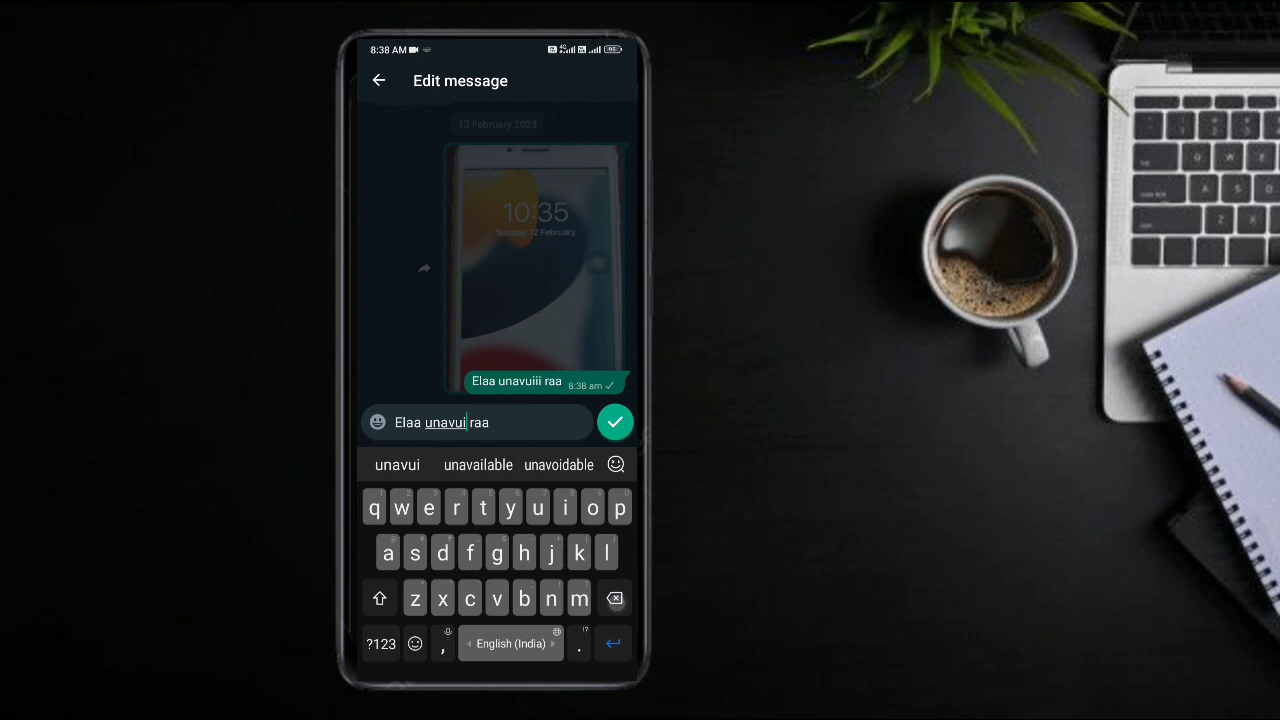 8:38 AM
Edit message
13 February 2023
10:35
Sunday, 12 February
Elaa unavuiii raa 8:38 am
Elaa unavui raa
unavui unavailable unavoidable
q w e r t y u i o p
a s d f g h j k l
z x c v b n m
?123 , English (India) .